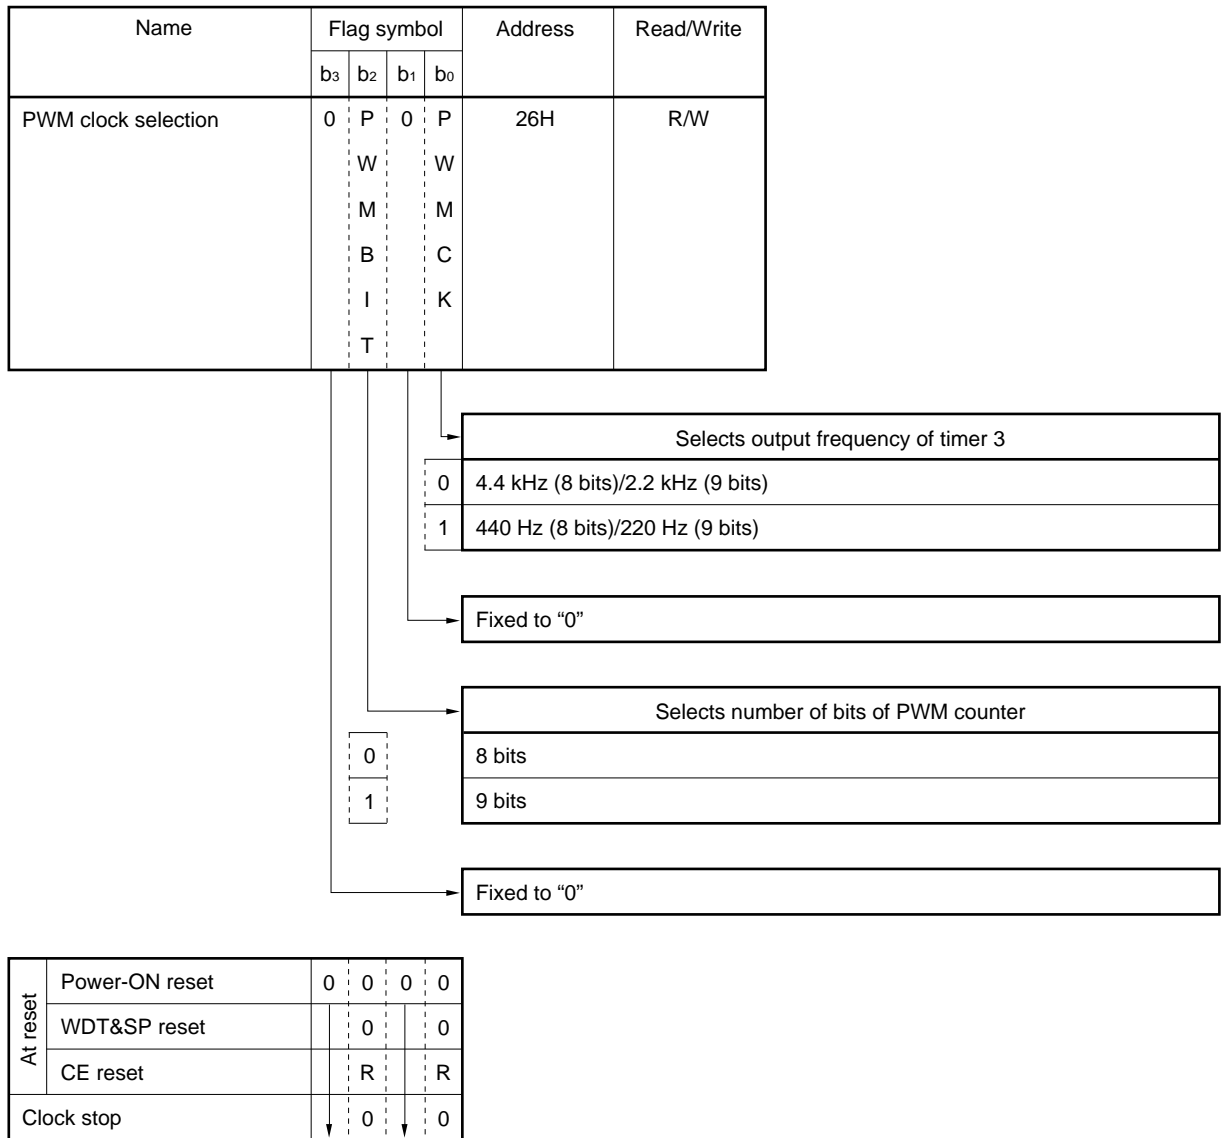 Name Flag symbol Address Read/Write
b3 b2 b1 b0
PWM clock selection 0 P 0 P 26H R/W
W W
M M
B C
I K
T
Selects output frequency of timer 3
0 4.4 kHz (8 bits)/2.2 kHz (9 bits)
1 440 Hz (8 bits)/220 Hz (9 bits)
Fixed to “0”
Selects number of bits of PWM counter
0 8 bits
1 9 bits
Fixed to “0”
At reset
Power-ON reset 0 0 0 0
WDT&SP reset 0 0
CE reset R R
Clock stop 0 0